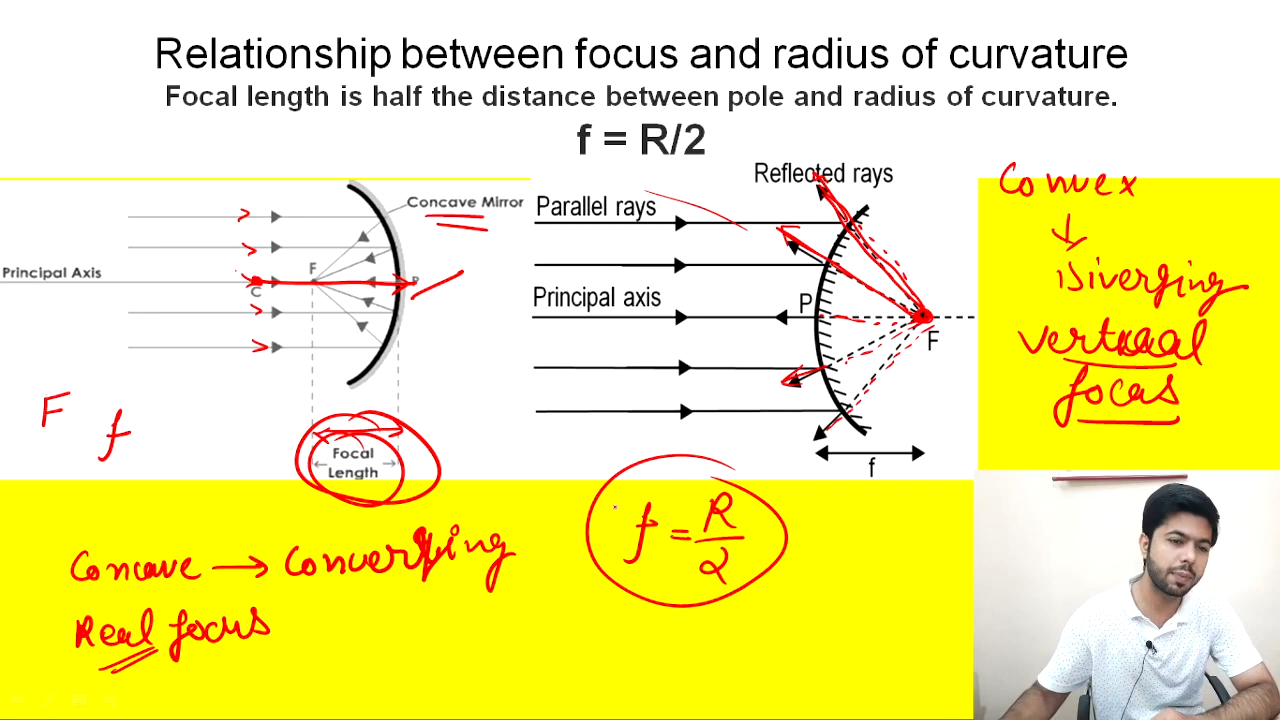 Relationship between focus and radius of curvature
Focal length is half the distance between pole and radius of curvature.
f = R/2
Concave Mirror
Principal Axis
F
C
P
Focal
Length
F f
Reflected rays
Parallel rays
Principal axis
P
F
f
Convex
↓
Diverging
vertual
focus
f = R/2
Concave → Converging
Real focus